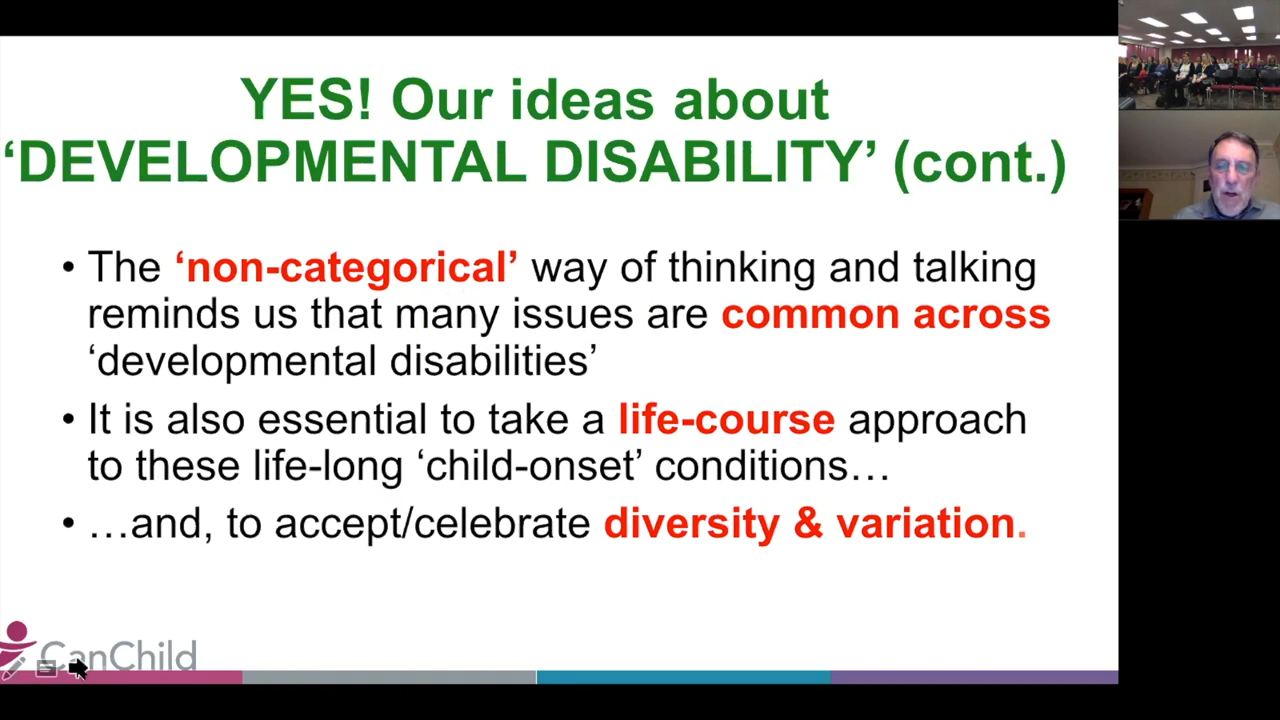 YES! Our ideas about
‘DEVELOPMENTAL DISABILITY’ (cont.)
• The ‘non-categorical’ way of thinking and talking
reminds us that many issues are common across
‘developmental disabilities’
• It is also essential to take a life-course approach
to these life-long ‘child-onset’ conditions…
• …and, to accept/celebrate diversity & variation.
CanChild